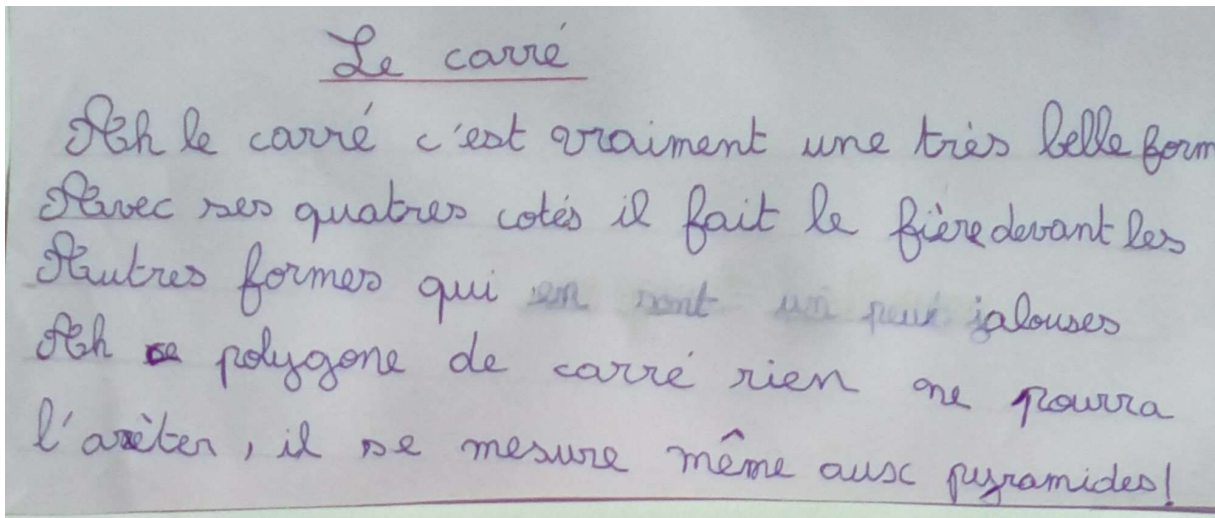 Le carré
Ah le carré c'est vraiment une très belle form
Avec ses quatres cotés il fait le fière devant les
Autres formes qui en sont un peu jalouses
Ah ce polygone de carré rien ne pourra
l'arêter, il se mesure même aux pyramides!